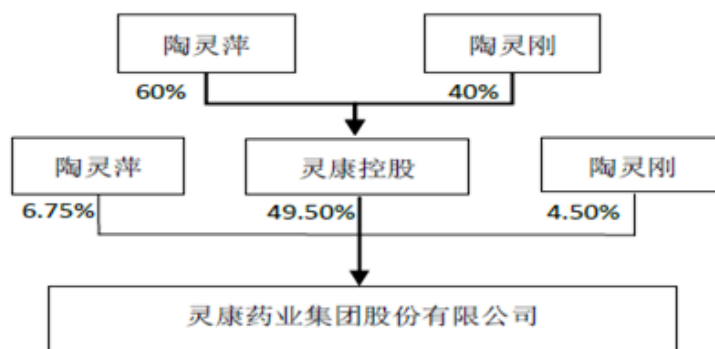 陶灵萍
陶灵刚
60%
40%
陶灵萍
灵康控股
陶灵刚
6.75%
49.50%
4.50%
灵康药业集团股份有限公司